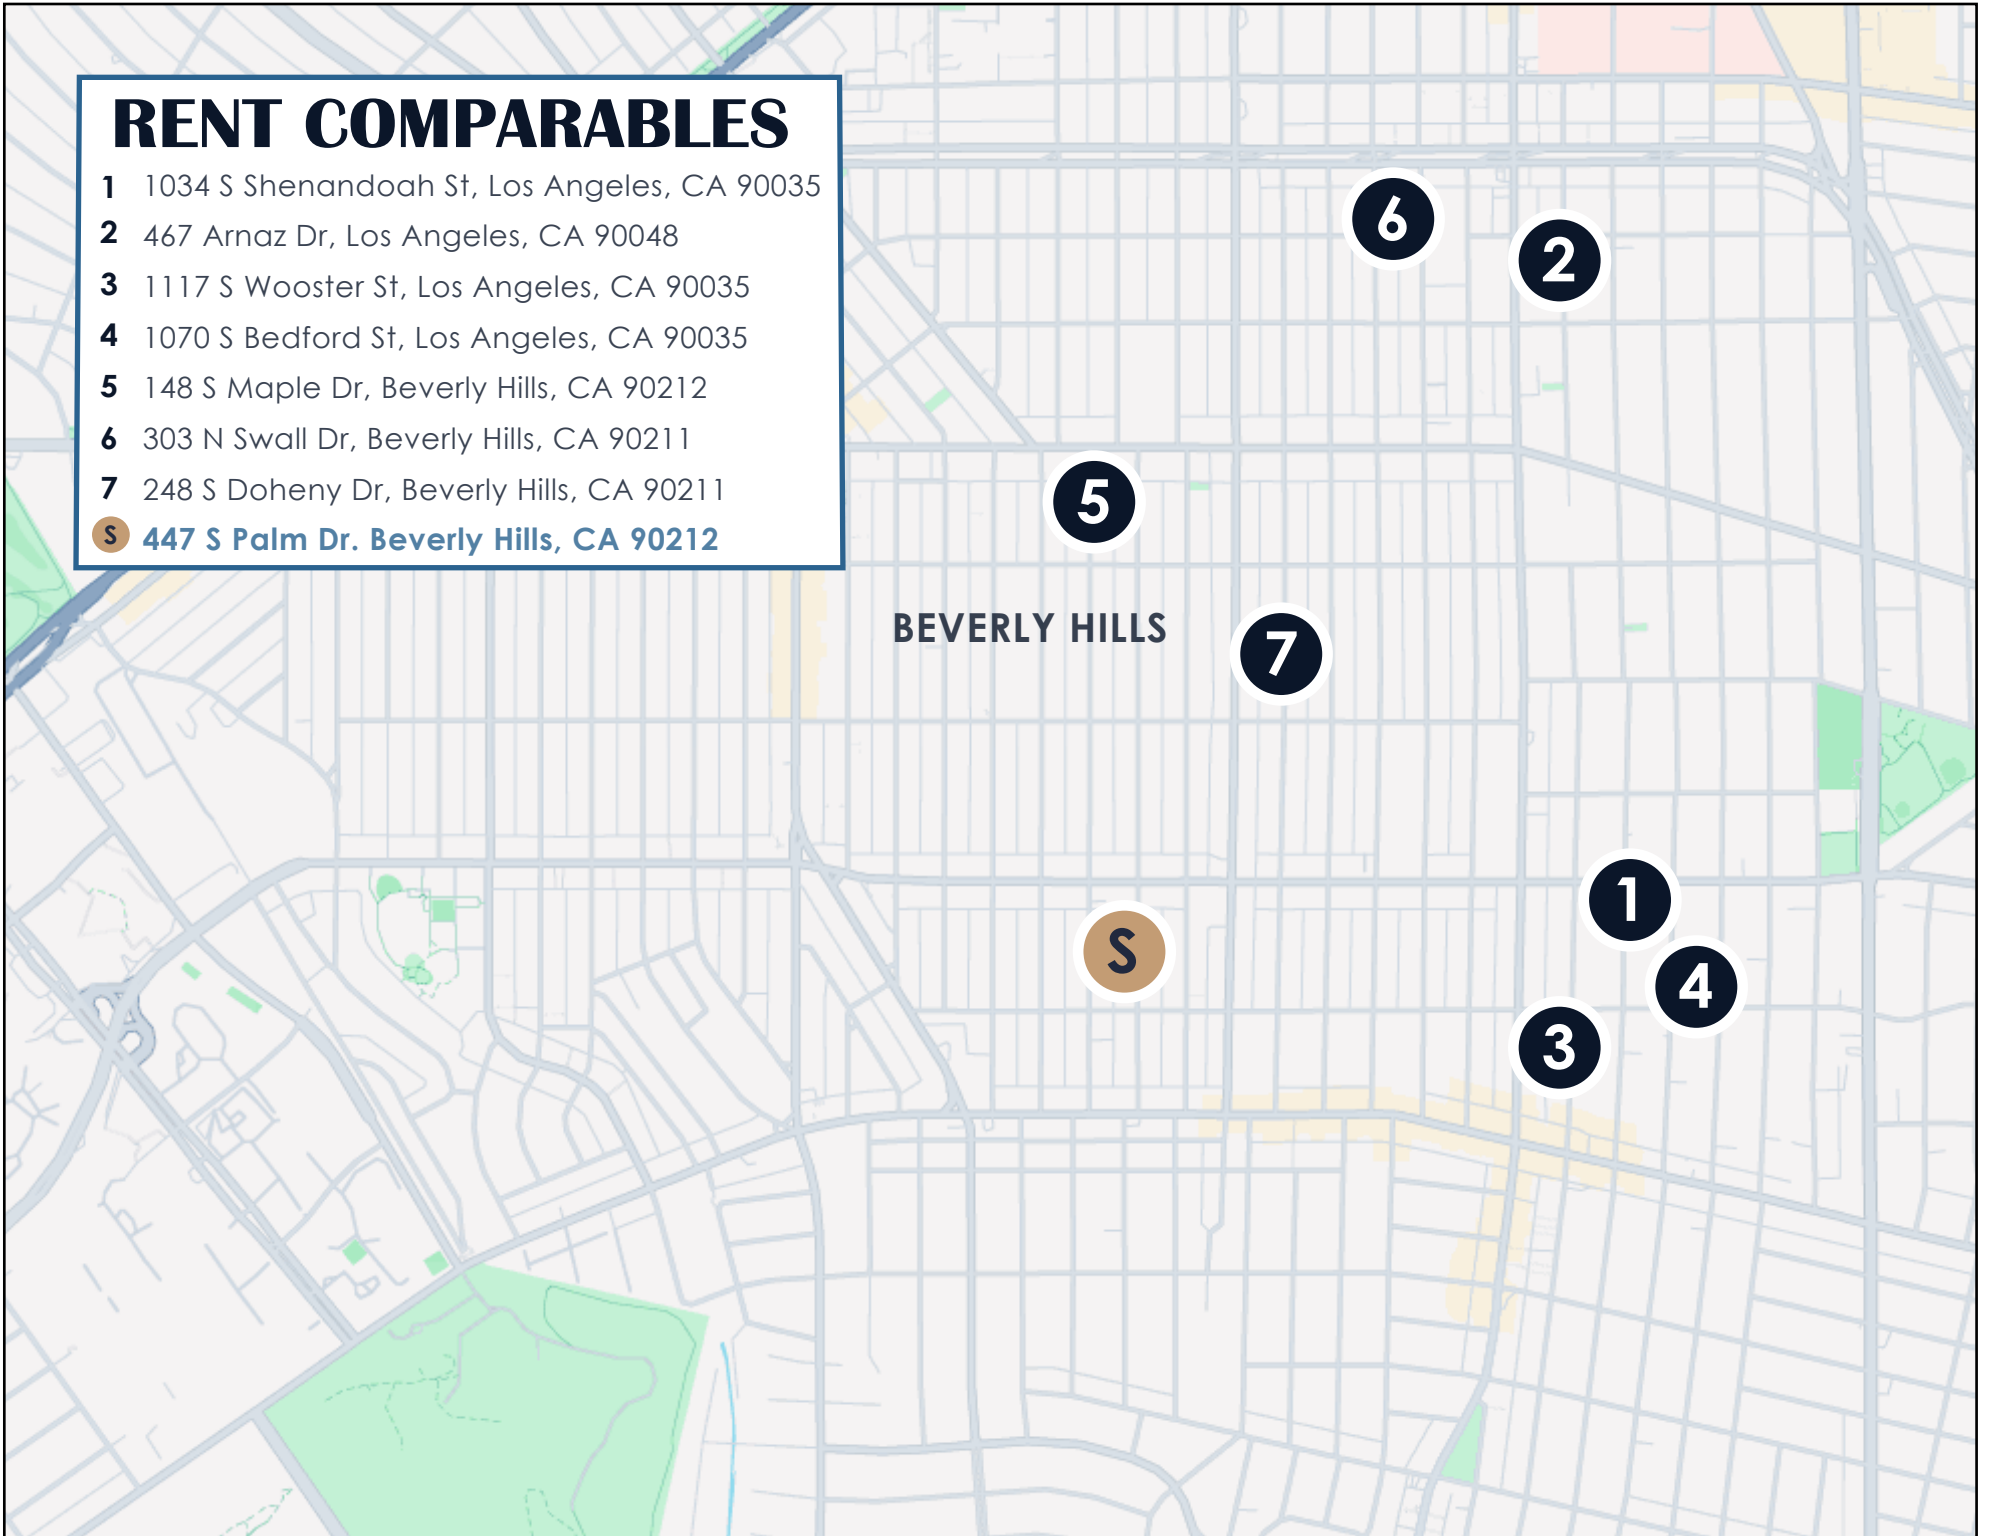 RENT COMPARABLES
1 1034 S Shenandoah St, Los Angeles, CA 90035
2 467 Arnaz Dr, Los Angeles, CA 90048
3 1117 S Wooster St, Los Angeles, CA 90035
4 1070 S Bedford St, Los Angeles, CA 90035
5 148 S Maple Dr, Beverly Hills, CA 90212
6 303 N Swall Dr, Beverly Hills, CA 90211
7 248 S Doheny Dr, Beverly Hills, CA 90211
S 447 S Palm Dr. Beverly Hills, CA 90212
6
2
5
BEVERLY HILLS
7
1
S
4
3